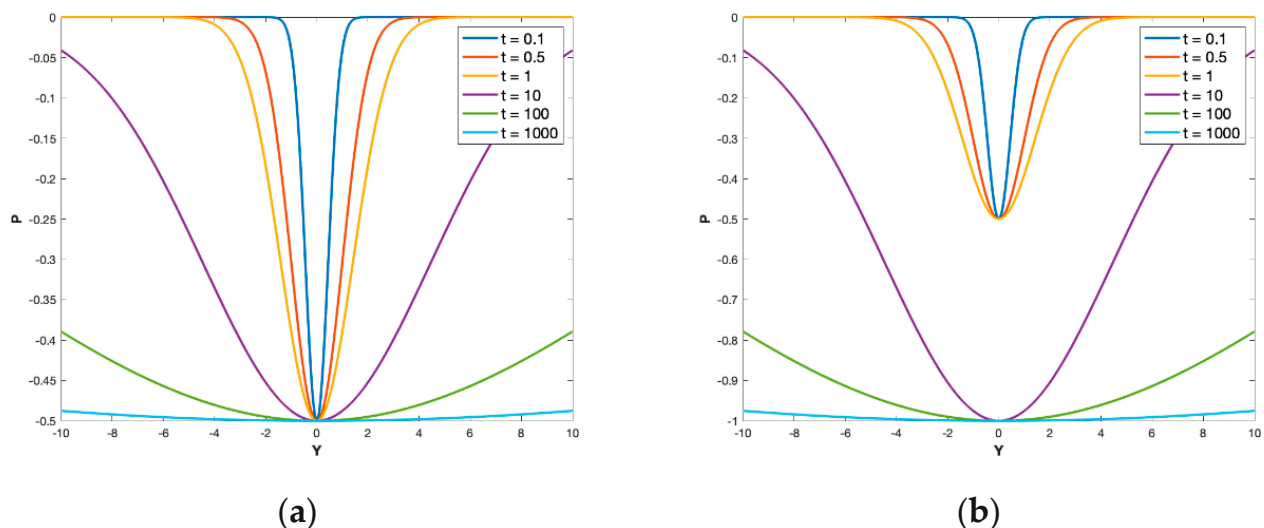 0
-0.05
-0.1
-0.15
-0.2
-0.25
-0.3
-0.35
-0.4
-0.45
-0.5
P
-10 -8 -6 -4 -2 0 2 4 6 8 10
Y
t = 0.1
t = 0.5
t = 1
t = 10
t = 100
t = 1000
(a)
0
-0.1
-0.2
-0.3
-0.4
-0.5
-0.6
-0.7
-0.8
-0.9
-1
P
-10 -8 -6 -4 -2 0 2 4 6 8 10
Y
t = 0.1
t = 0.5
t = 1
t = 10
t = 100
t = 1000
(b)